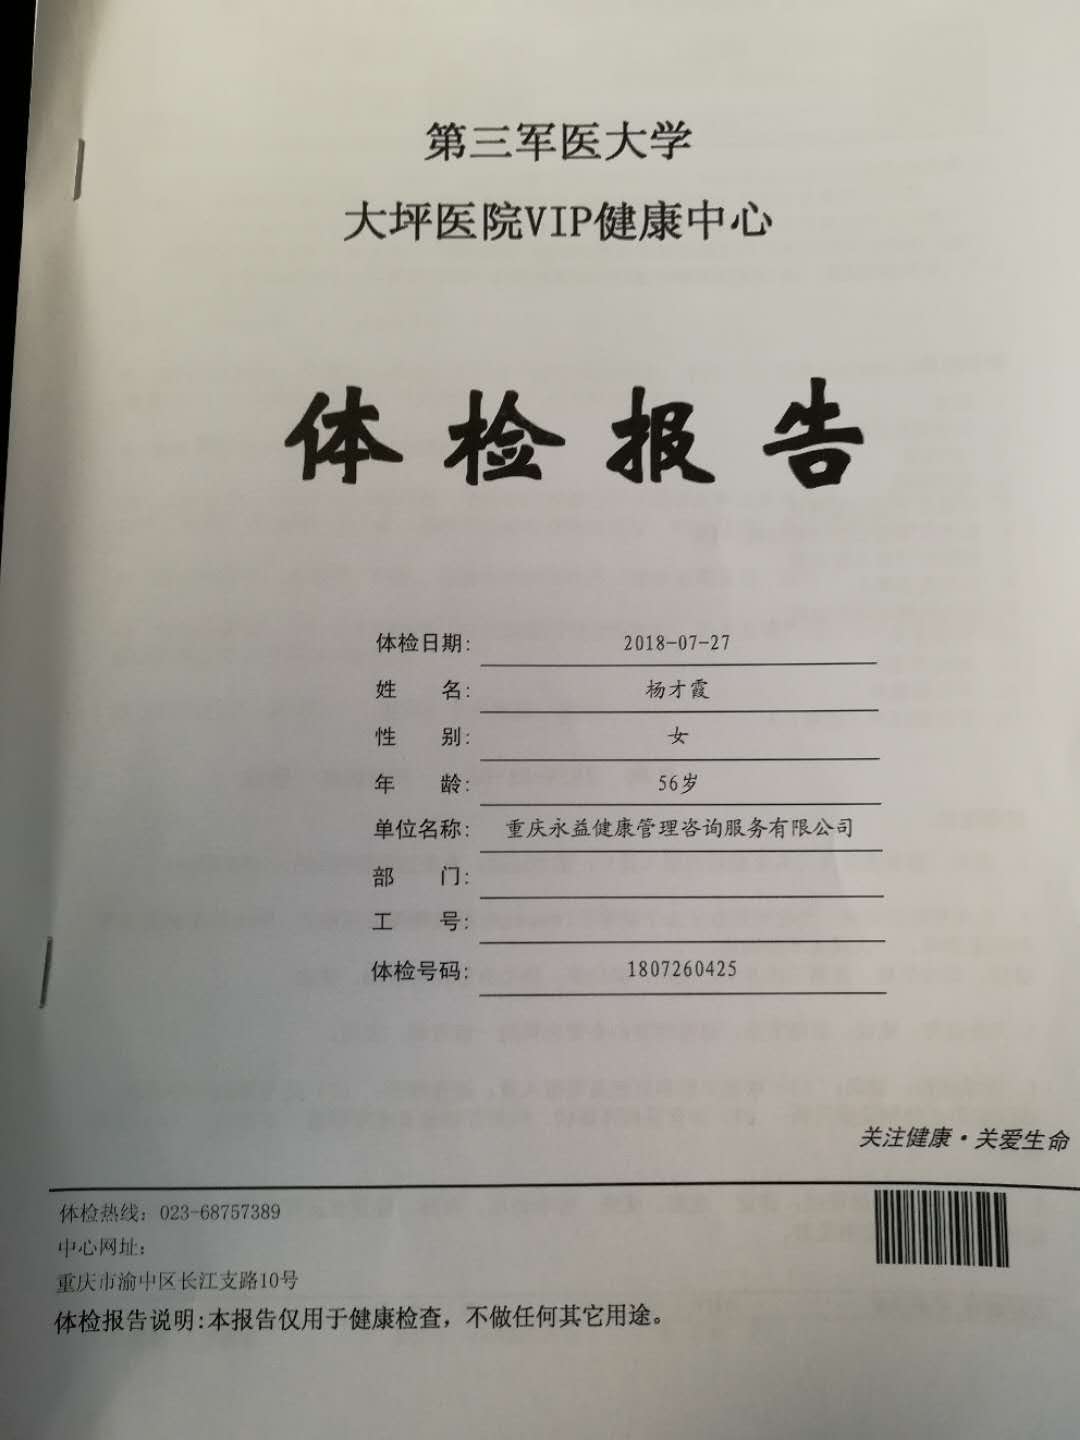 第三军医大学
大坪医院VIP健康中心
体检报告
体检日期: 2018-07-27
姓 名: 杨才霞
性 别: 女
年 龄: 56岁
单位名称: 重庆永益健康管理咨询服务有限公司
部 门:
工 号:
体检号码: 1807260425
关注健康·关爱生命
体检热线: 023-68757389
中心网址:
重庆市渝中区长江支路10号
体检报告说明:本报告仅用于健康检查，不做任何其它用途。